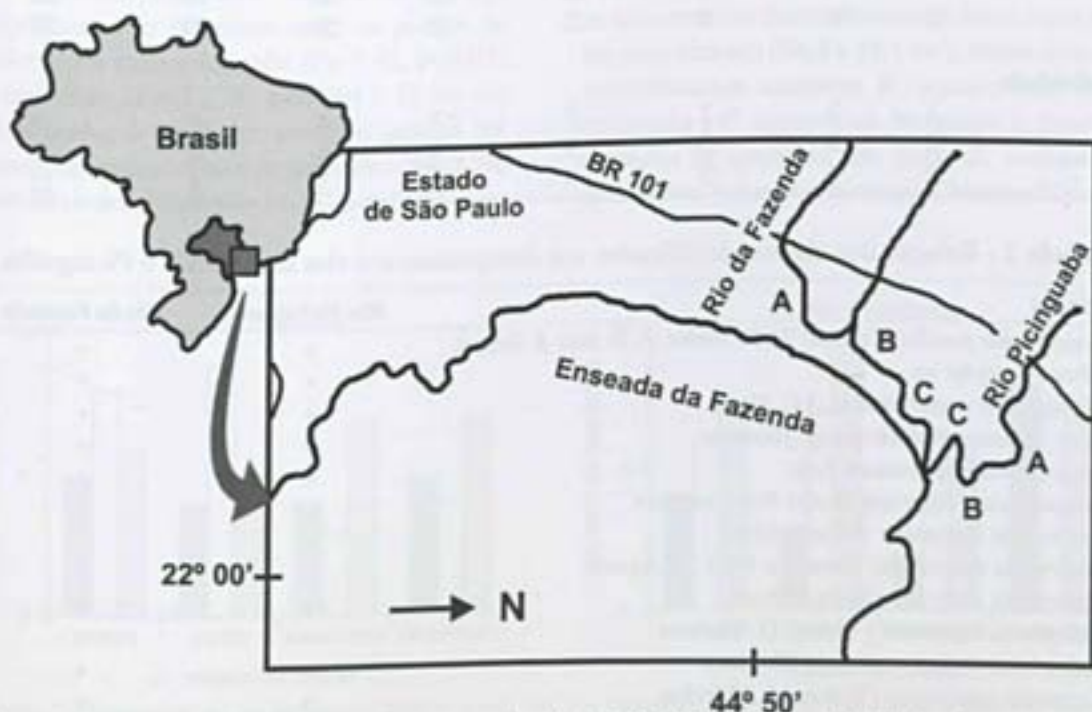 Brasil
Estado
de São Paulo
BR 101
Rio da Fazenda
Rio Picinguaba
A
B
C
C
A
B
Enseada da Fazenda
22º 00'
N
44º 50'